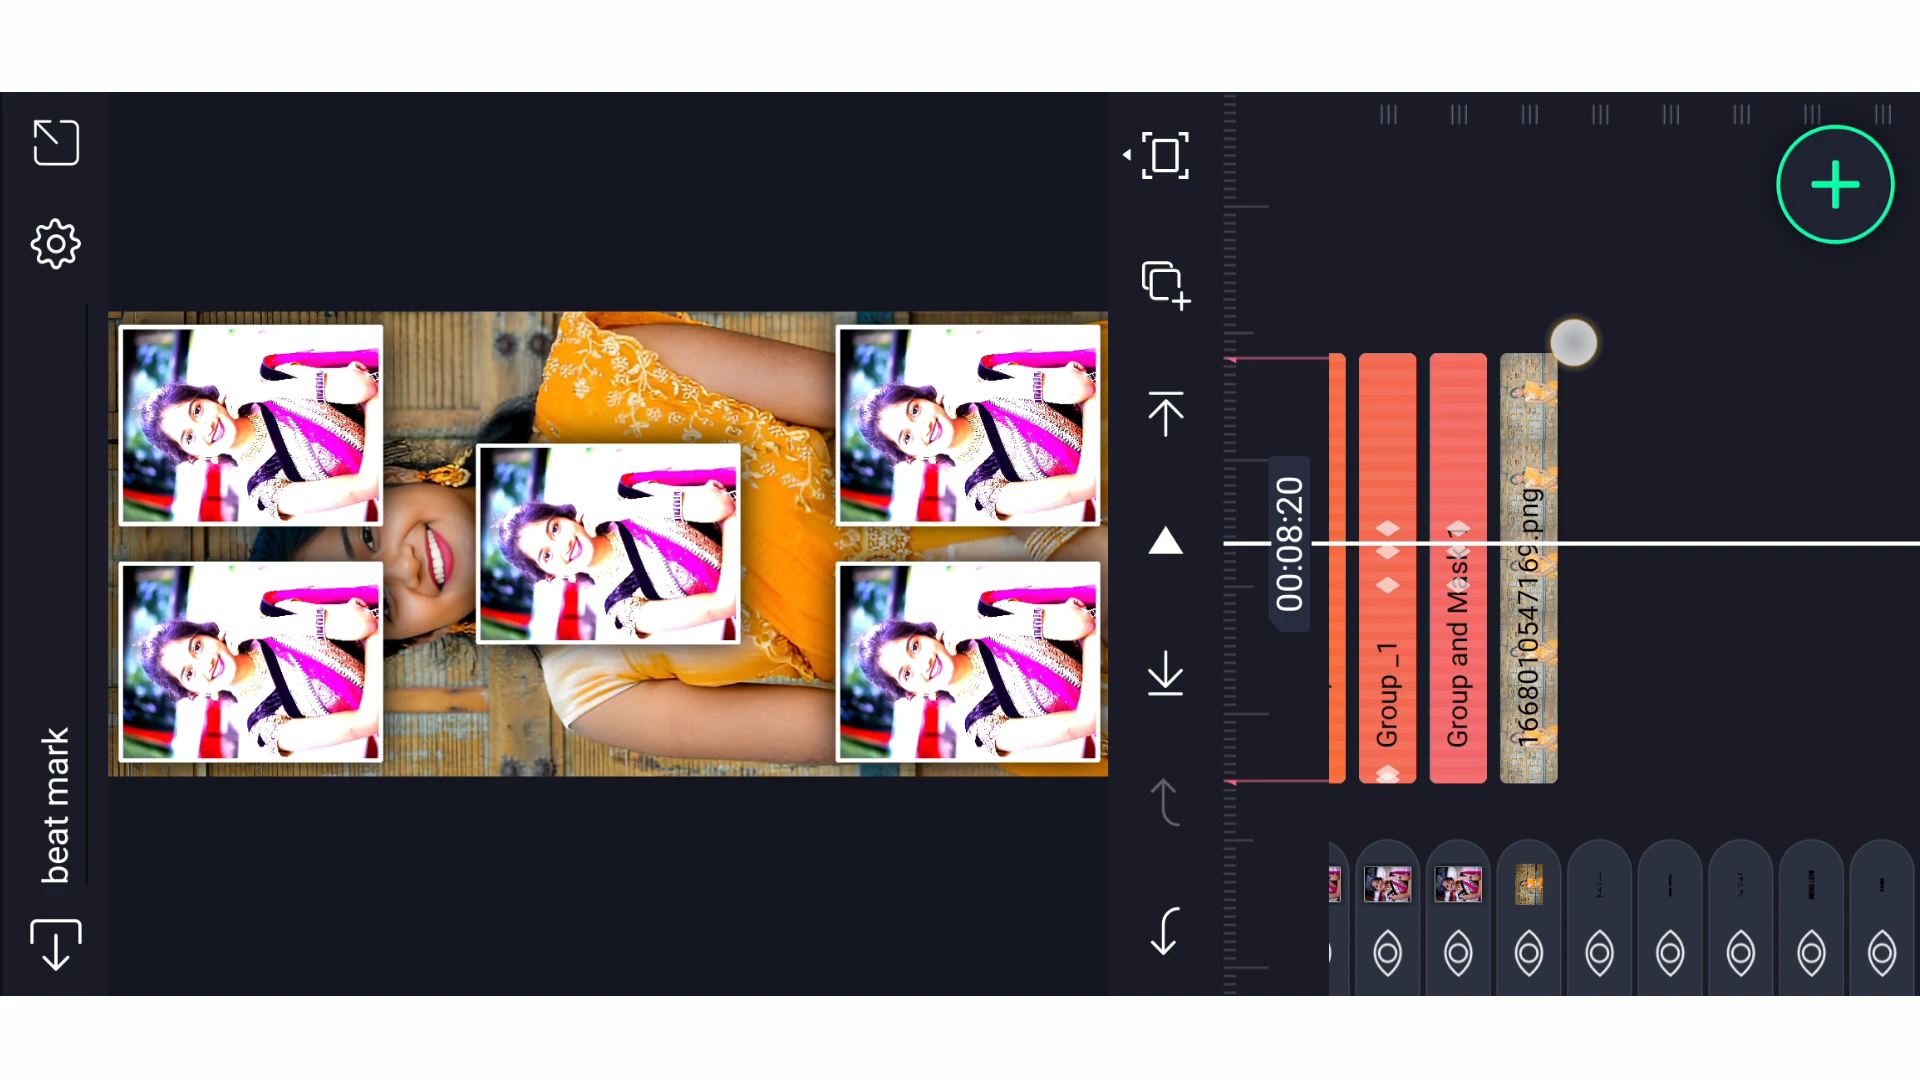 beat mark
00:08:20
Group _1
Group and Mask 1
1668010547169.png